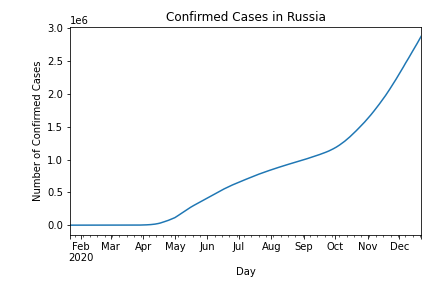 Confirmed Cases in Russia
1e6
3.0
2.5
2.0
1.5
1.0
0.5
0.0
Number of Confirmed Cases
Feb Mar Apr May Jun Jul Aug Sep Oct Nov Dec
2020
Day